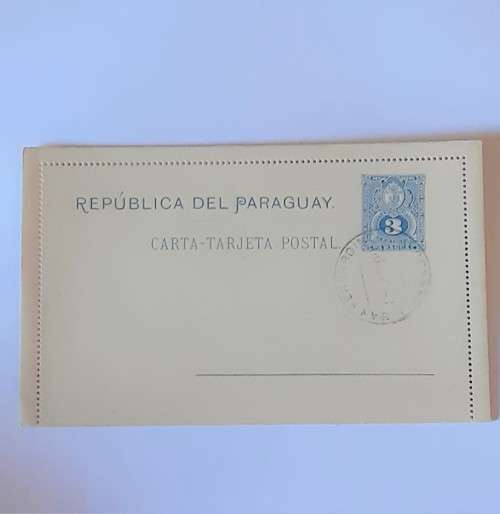 REPÚBLICA DEL PARAGUAY.
CARTA-TARJETA POSTAL.
3